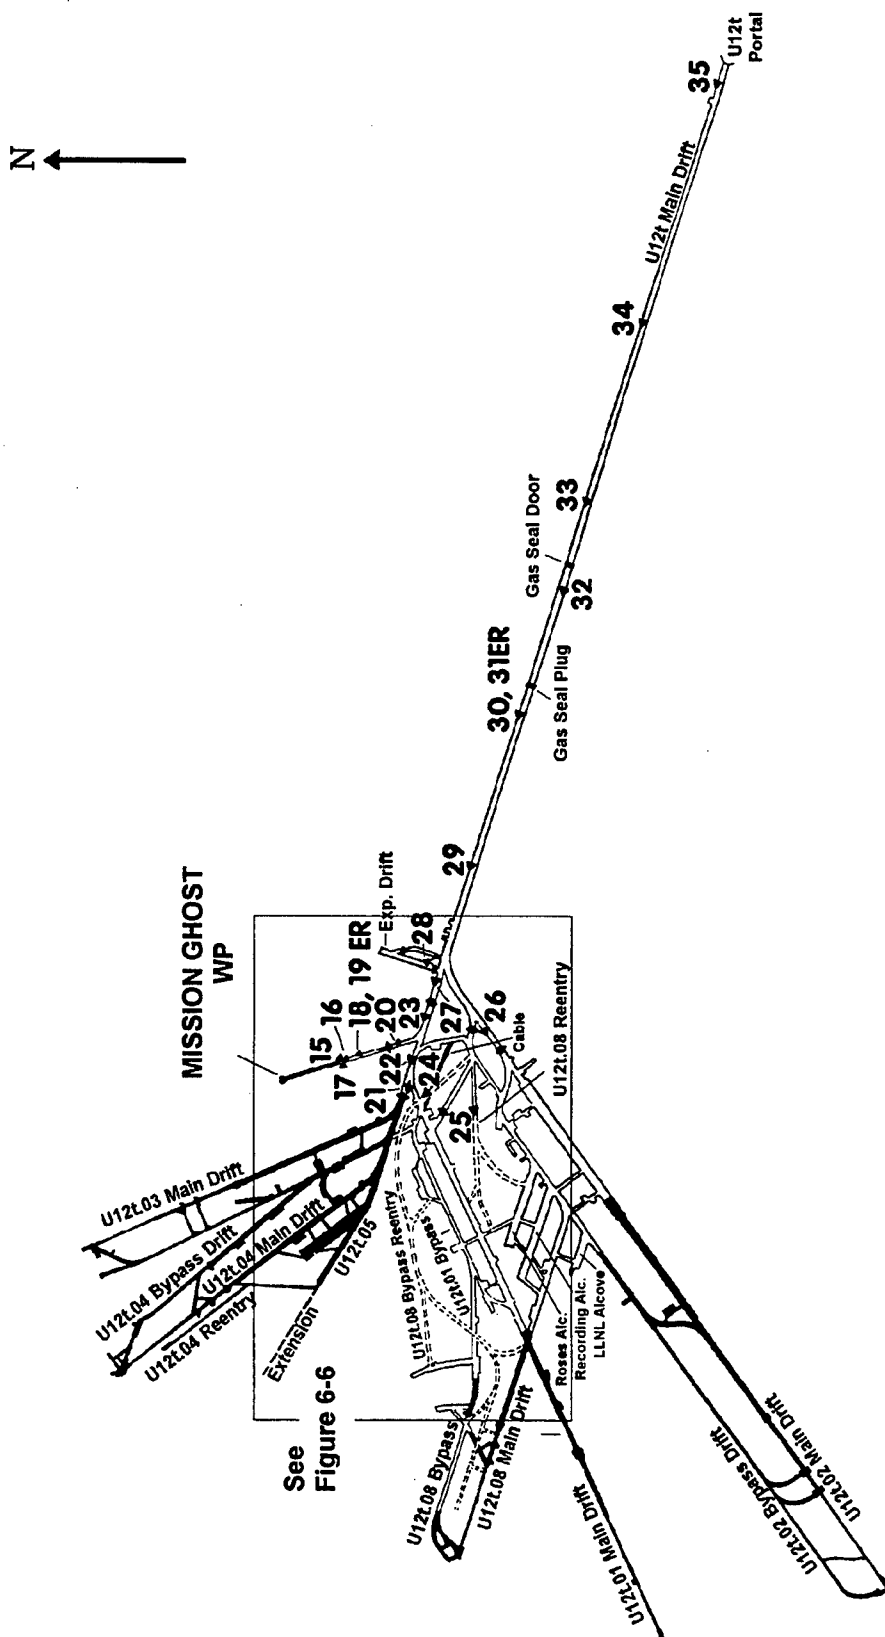 N
U12t
Portal
35
U12t Main Drift
34
33
Gas Seal Door
32
30, 31ER
Gas Seal Plug
29
MISSION GHOST
WP
Exp. Drift
28
15
16
17
18, 19 ER
20
21
22
23
24
25
26
27
Cable
U12t.08 Reentry
U12t.03 Main Drift
U12t.04 Bypass Drift
U12t.04 Main Drift
U12t.04 Reentry
U12t.05
Extension
U12t.08 Bypass Reentry
U12t.01 Bypass
Roses Alc.
Recording Alc.
LLNL Alcove
See
Figure 6-6
U12t.08 Bypass
U12t.08 Main Drift
U12t.01 Main Drift
U12t.02 Bypass Drift
U12t.02 Main Drift